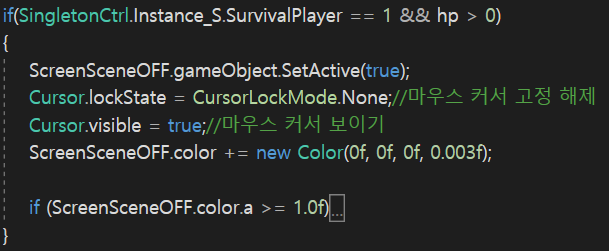 if(SingletonCtrl.Instance_S.SurvivalPlayer == 1 && hp > 0)
{
ScreenSceneOFF.gameObject.SetActive(true);
Cursor.lockState = CursorLockMode.None;//마우스 커서 고정 해제
Cursor.visible = true;//마우스 커서 보이기
ScreenSceneOFF.color += new Color(0f, 0f, 0f, 0.003f);
if (ScreenSceneOFF.color.a >= 1.0f)...
}